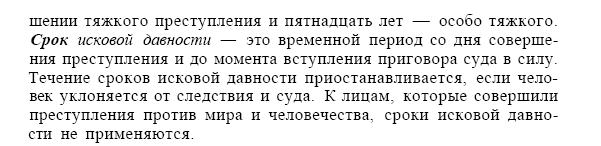 шении тяжкого преступления и пятнадцать лет — особо тяжкого.
Срок исковой давности — это временной период со дня соверше-
ния преступления и до момента вступления приговора суда в силу.
Течение сроков исковой давности приостанавливается, если чело-
век уклоняется от следствия и суда. К лицам, которые совершили
преступления против мира и человечества, сроки исковой давно-
сти не применяются.